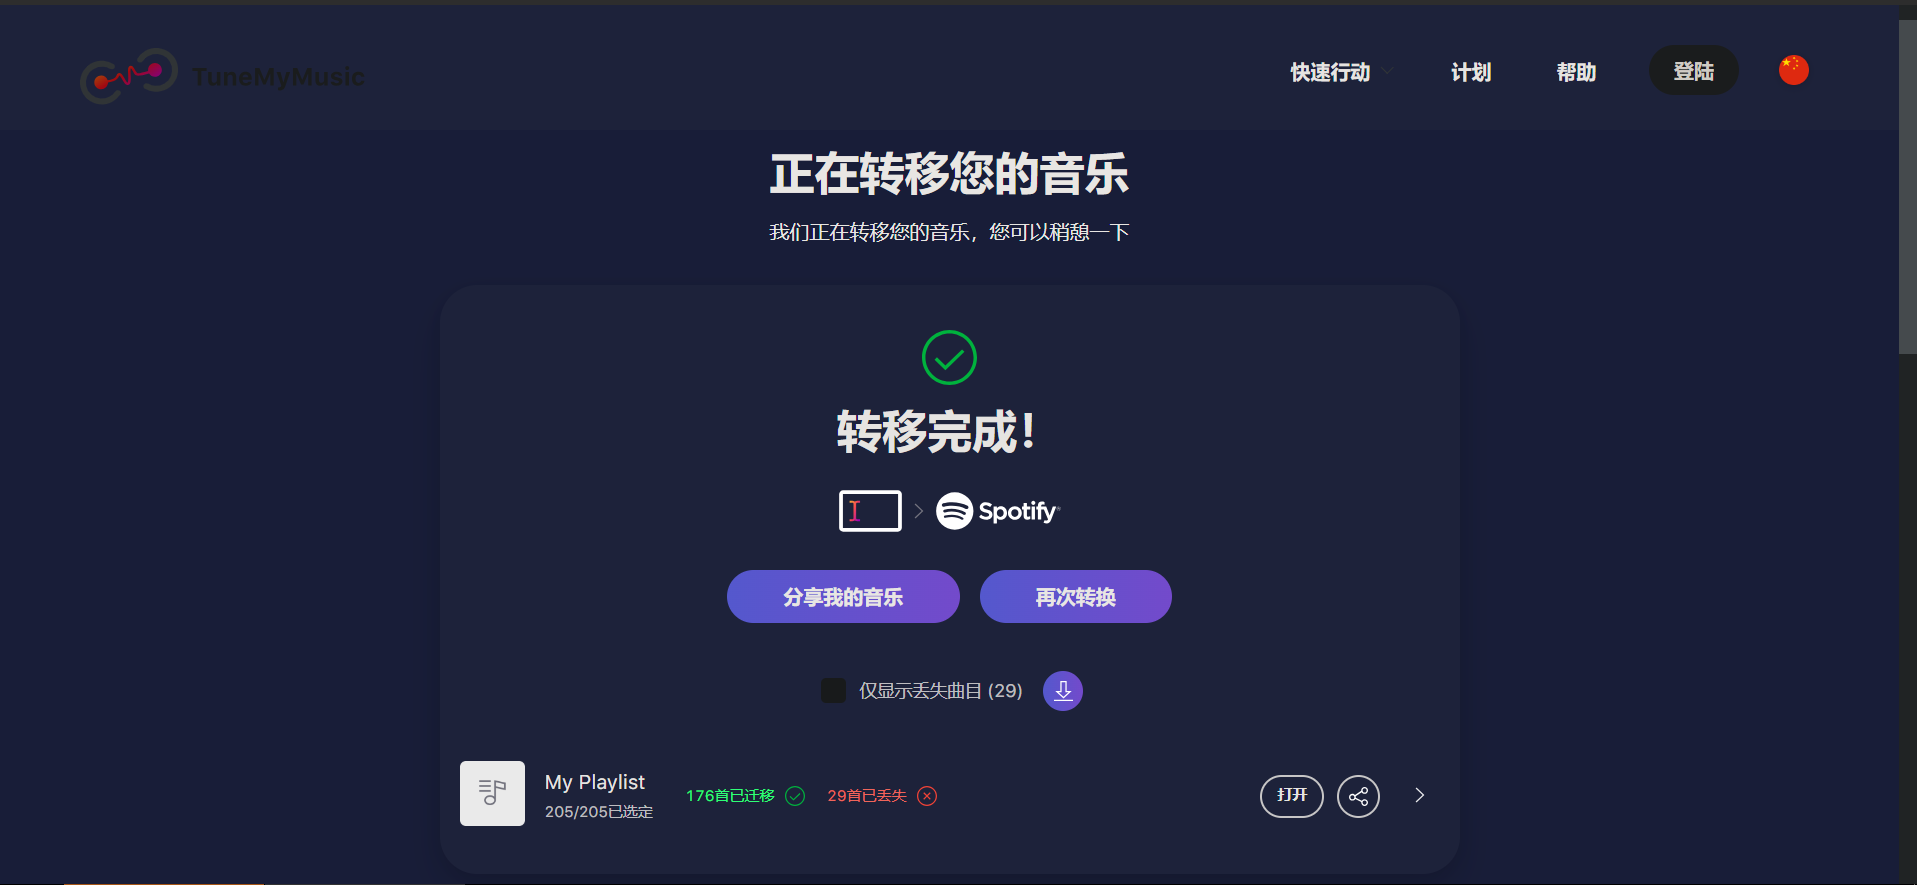 TuneMyMusic
快速行动
计划
帮助
登陆
正在转移您的音乐
我们正在转移您的音乐，您可以稍憩一下
转移完成！
Spotify
分享我的音乐
再次转换
仅显示丢失曲目 (29)
My Playlist
205/205已选定
176首已迁移
29首已丢失
打开